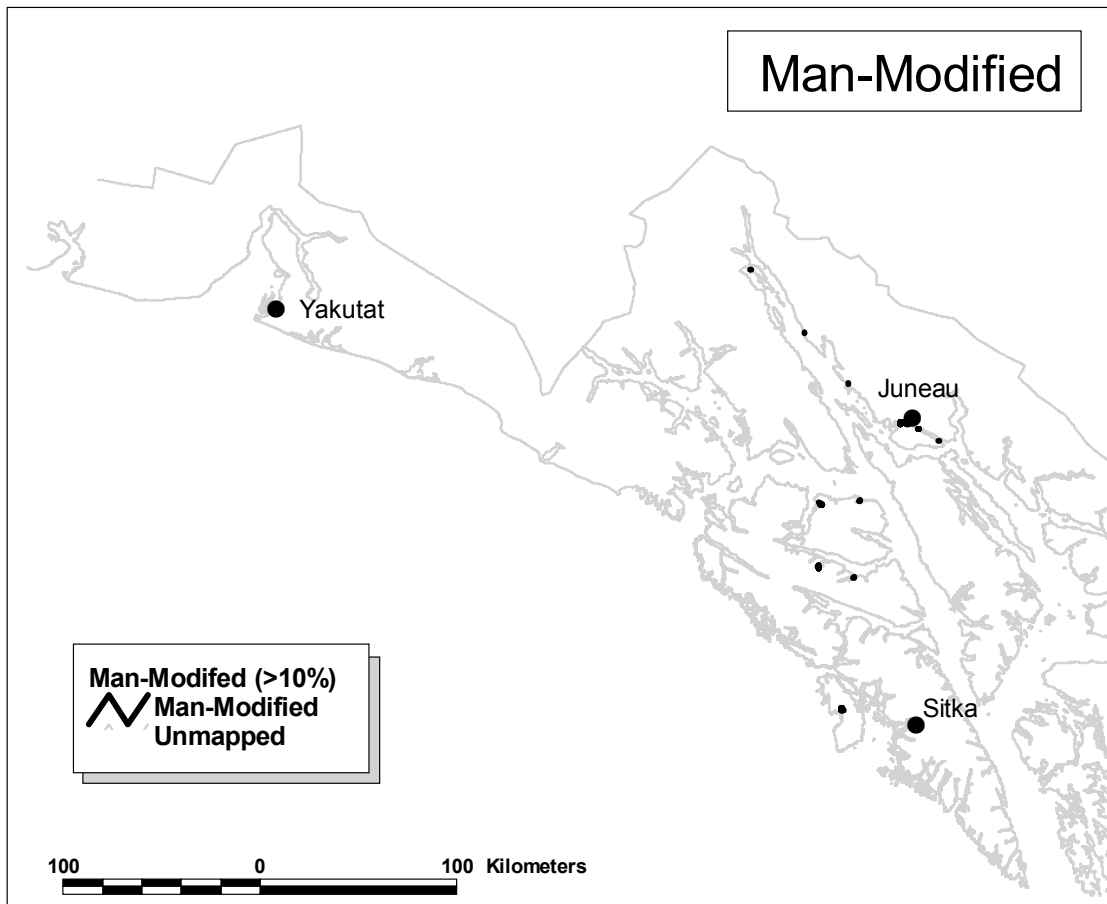 Man-Modified
Yakutat
Juneau
Sitka
Man-Modifed (>10%)
Man-Modified
Unmapped
100 0 100 Kilometers